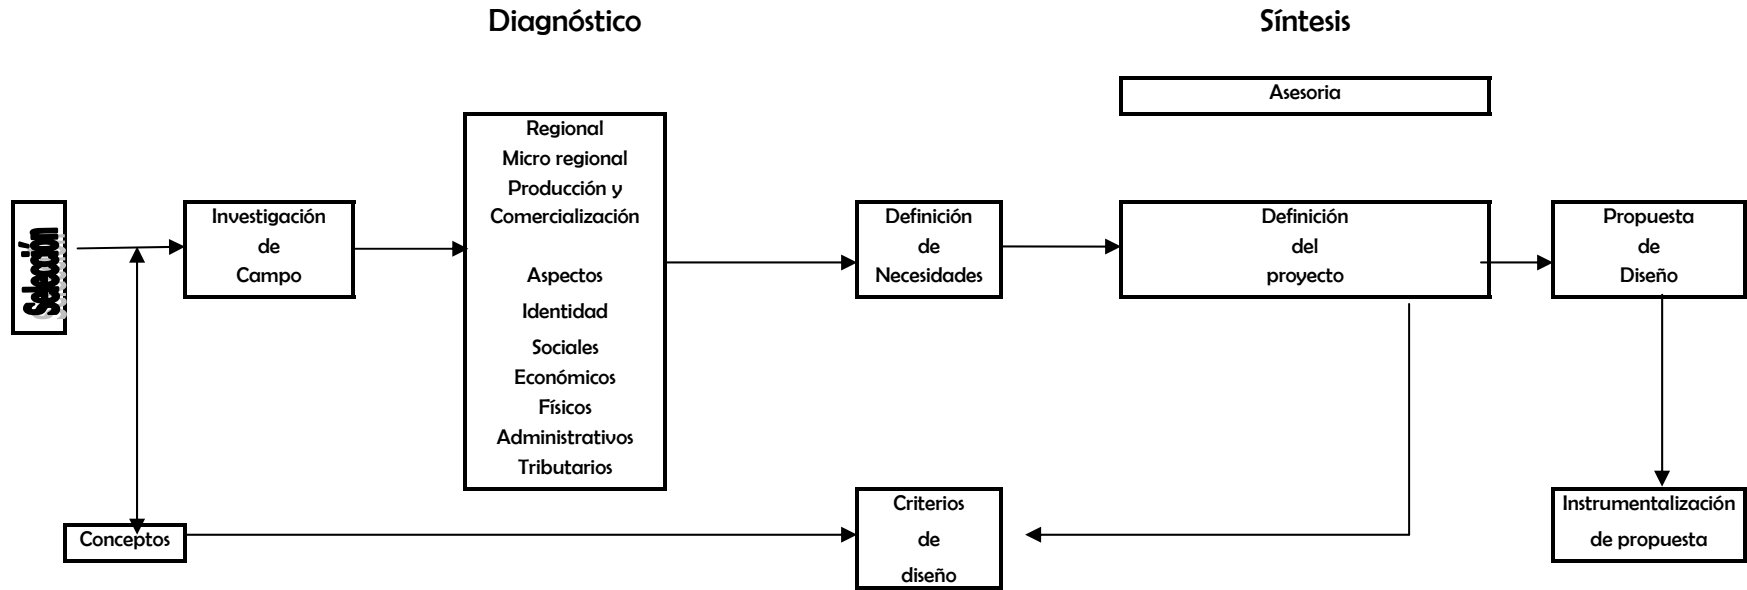 Diagnóstico
Síntesis
Asesoria
Selección
Investigación
de
Campo
Regional
Micro regional
Producción y
Comercialización
Aspectos
Identidad
Sociales
Económicos
Físicos
Administrativos
Tributarios
Definición
de
Necesidades
Definición
del
proyecto
Propuesta
de
Diseño
Conceptos
Criterios
de
diseño
Instrumentalización
de propuesta